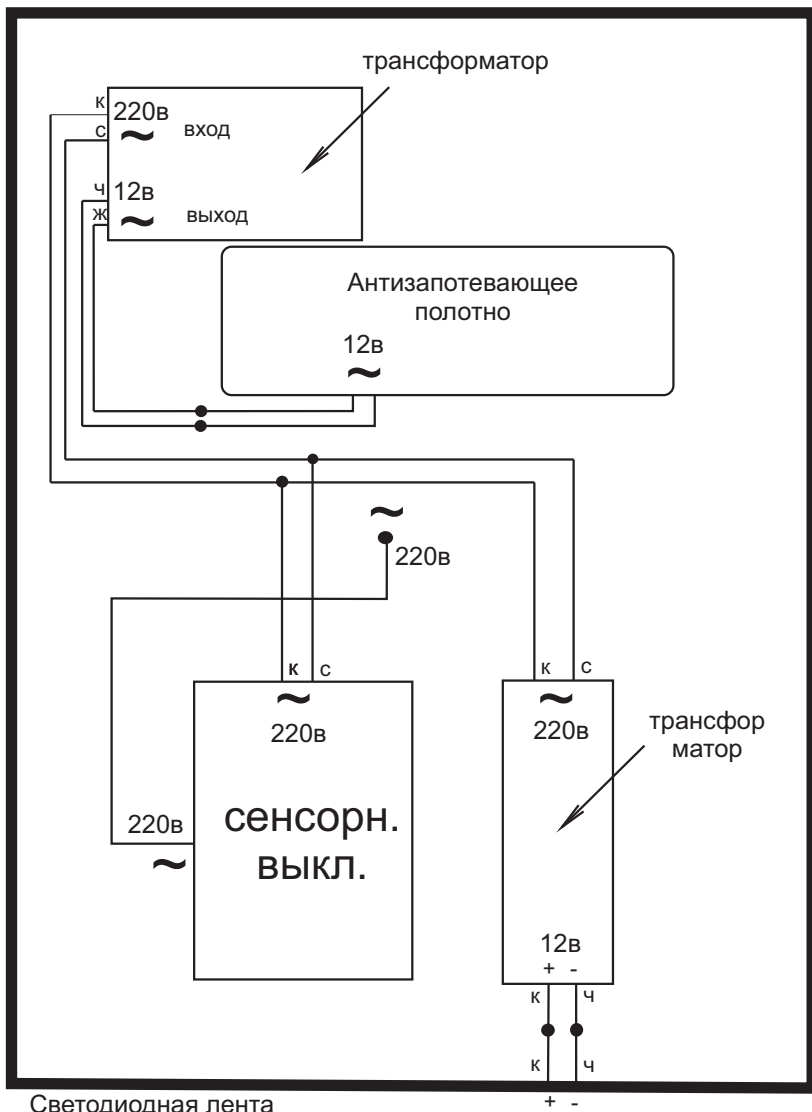 трансформатор
к
220в
с
~
вход
ч
12в
ж
~
выход
Антизапотевающее
полотно
12в
~
~
220в
к с
~
220в
220в
~
сенсорн.
выкл.
к с
~
220в
трансфор
матор
12в
+ -
к ч
к ч
Светодиодная лента
+ -